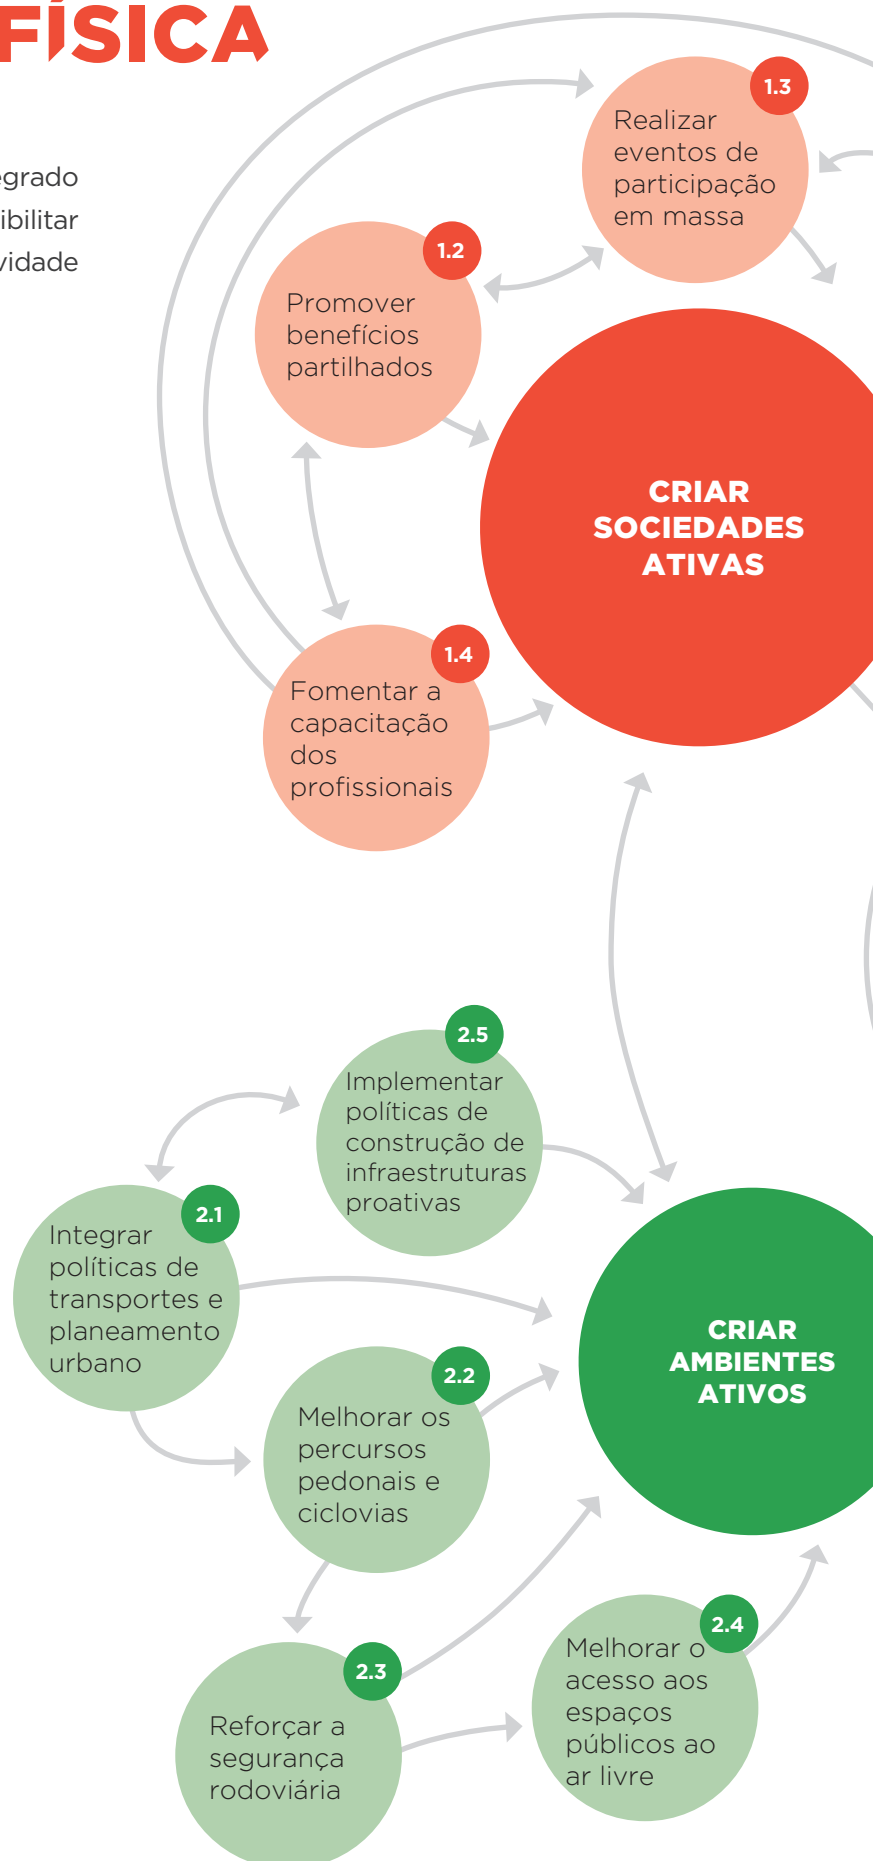 FÍSICA
egrado
ibilitar
vidade
1.3
Realizar
eventos de
participação
em massa
1.2
Promover
benefícios
partilhados
CRIAR
SOCIEDADES
ATIVAS
1.4
Fomentar a
capacitação
dos
profissionais
2.5
Implementar
políticas de
construção de
infraestruturas
proativas
2.1
Integrar
políticas de
transportes e
planeamento
urbano
CRIAR
AMBIENTES
ATIVOS
2.2
Melhorar os
percursos
pedonais e
ciclovias
2.4
Melhorar o
acesso aos
espaços
públicos ao
ar livre
2.3
Reforçar a
segurança
rodoviária